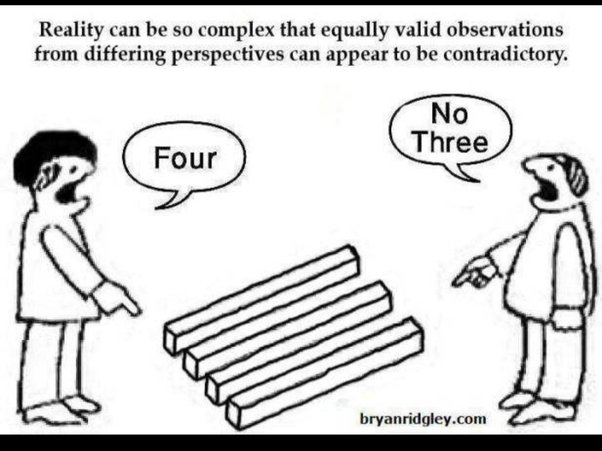 Reality can be so complex that equally valid observations
from differing perspectives can appear to be contradictory.
Four
No
Three
bryanridgley.com